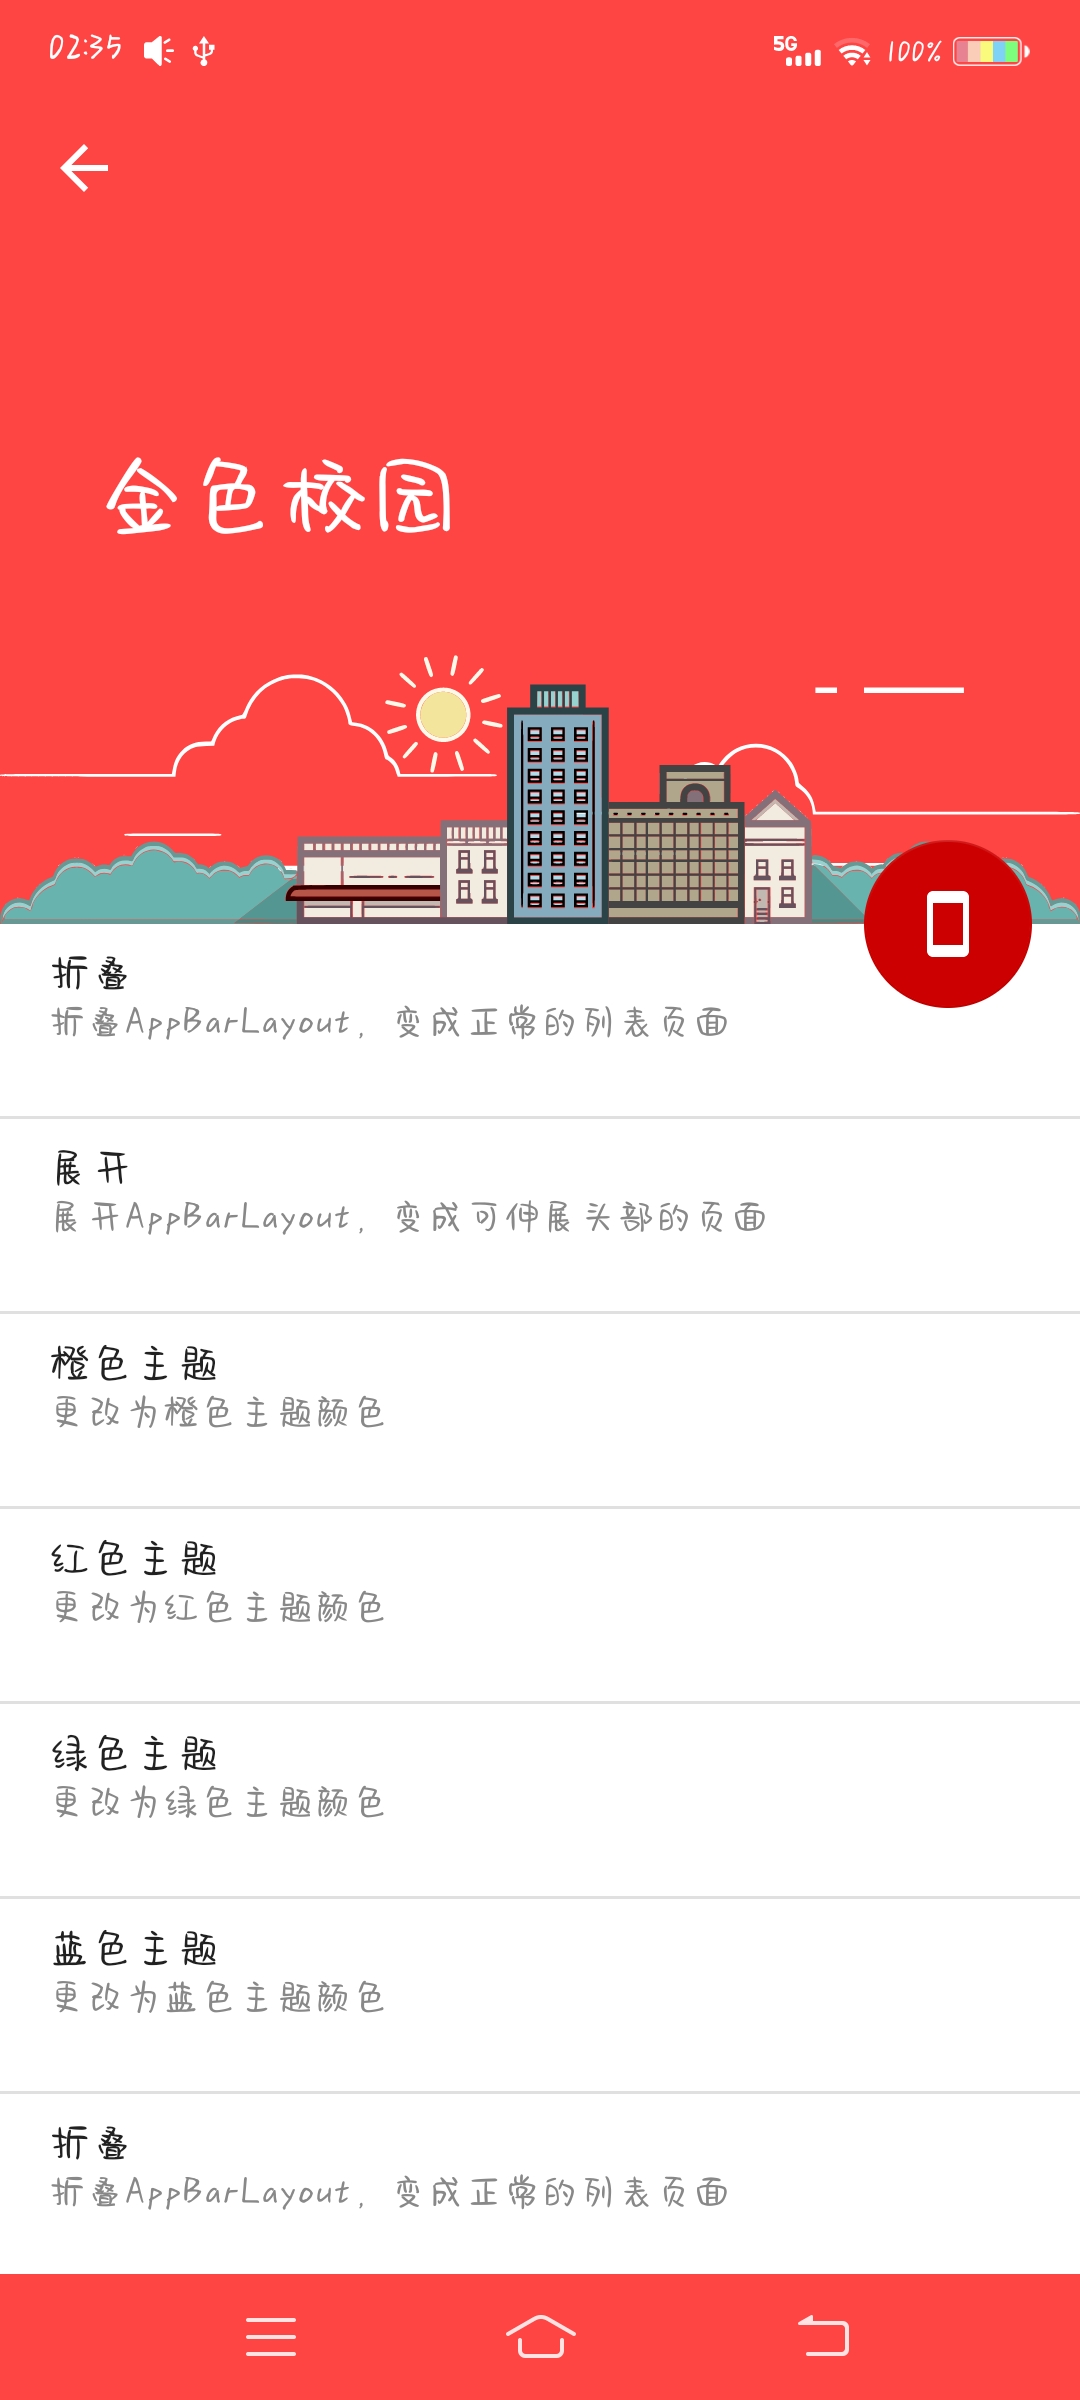 02:35
5G 100%
金色校园
折叠
折叠AppBarLayout，变成正常的列表页面
展开
展开AppBarLayout，变成可伸展头部的页面
橙色主题
更改为橙色主题颜色
红色主题
更改为红色主题颜色
绿色主题
更改为绿色主题颜色
蓝色主题
更改为蓝色主题颜色
折叠
折叠AppBarLayout，变成正常的列表页面